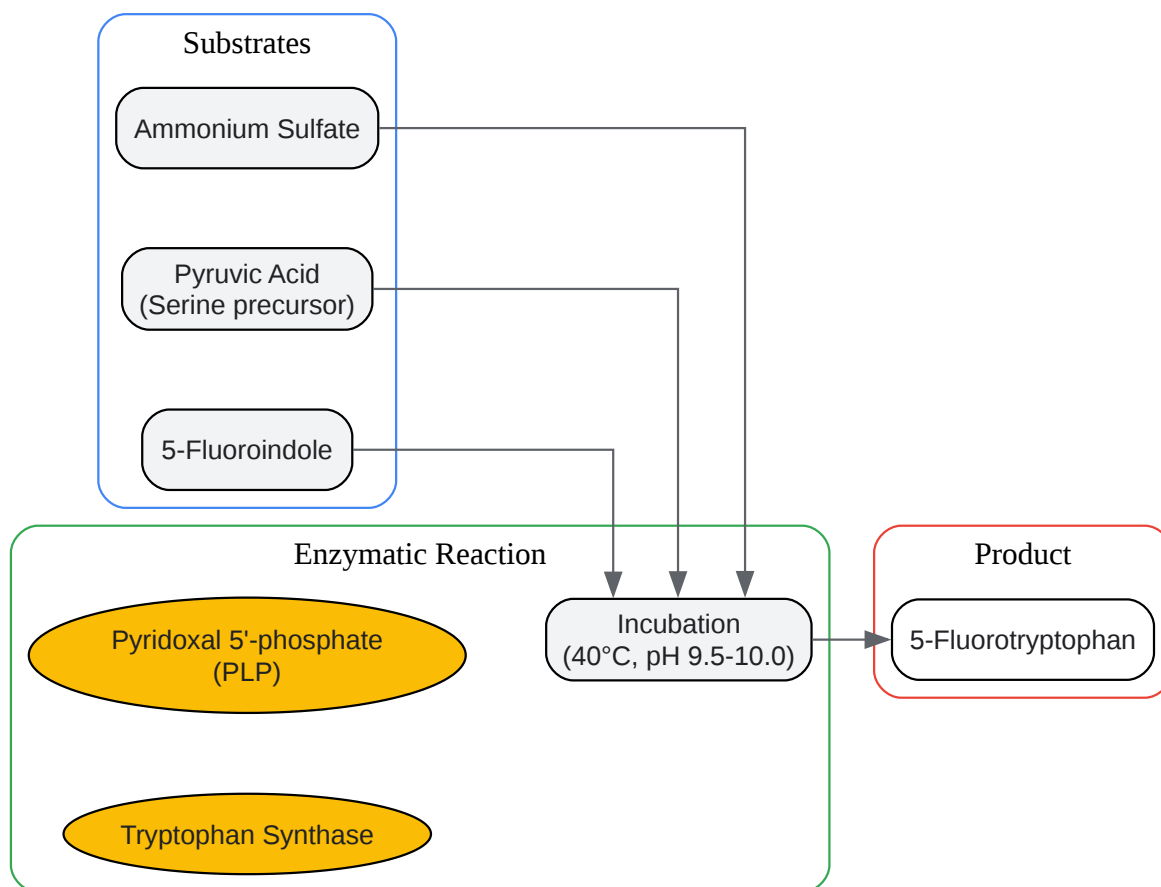 Substrates
Ammonium Sulfate
Pyruvic Acid
(Serine precursor)
5-Fluoroindole
Enzymatic Reaction
Pyridoxal 5'-phosphate
(PLP)
Incubation
(40°C, pH 9.5-10.0)
Tryptophan Synthase
Product
5-Fluorotryptophan